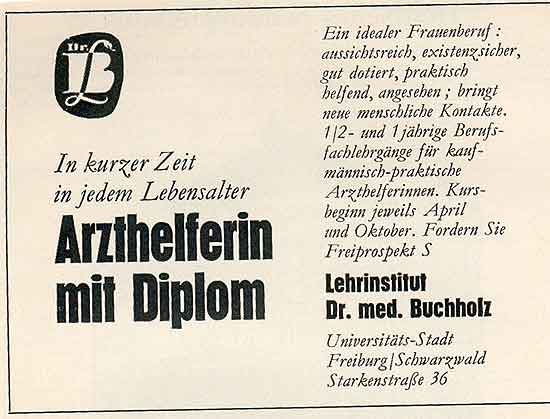 Dr. B.
In kurzer Zeit
in jedem Lebensalter
Arzthelferin
mit Diplom
Ein idealer Frauenberuf :
aussichtsreich, existenzsicher,
gut dotiert, praktisch
helfend, angesehen ; bringt
neue menschliche Kontakte.
1/2- und 1 jährige Berufs-
fachlehrgänge für kauf-
männisch-praktische
Arzthelferinnen. Kurs-
beginn jeweils April
und Oktober. Fordern Sie
Freiprospekt S
Lehrinstitut
Dr. med. Buchholz
Universitäts-Stadt
Freiburg/Schwarzwald
Starkenstraße 36